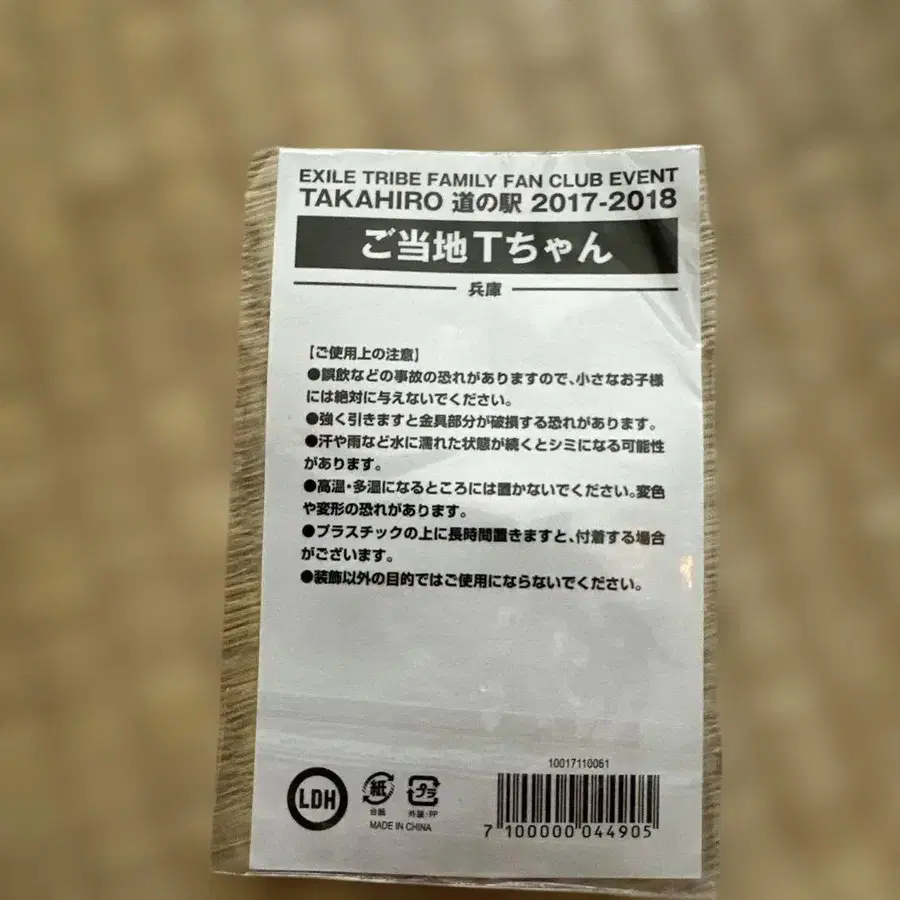 EXILE TRIBE FAMILY FAN CLUB EVENT
TAKAHIRO 道の駅 2017-2018
ご当地Tちゃん
兵庫
【ご使用上の注意】
●誤飲などの事故の恐れがありますので、小さなお子様
には絶対に与えないでください。
●強く引きますと金具部分が破損する恐れがあります。
●汗や雨など水に濡れた状態が続くとシミになる可能性
があります。
●高温・多湿になるところには置かないでください。変色
や変形の恐れがあります。
●プラスチックの上に長時間置きますと、付着する場合
がございます。
●装飾以外の目的ではご使用にならないでください。
10017110061
LDH
紙
プラ
台紙
外装:PP
MADE IN CHINA
7 100000 044905